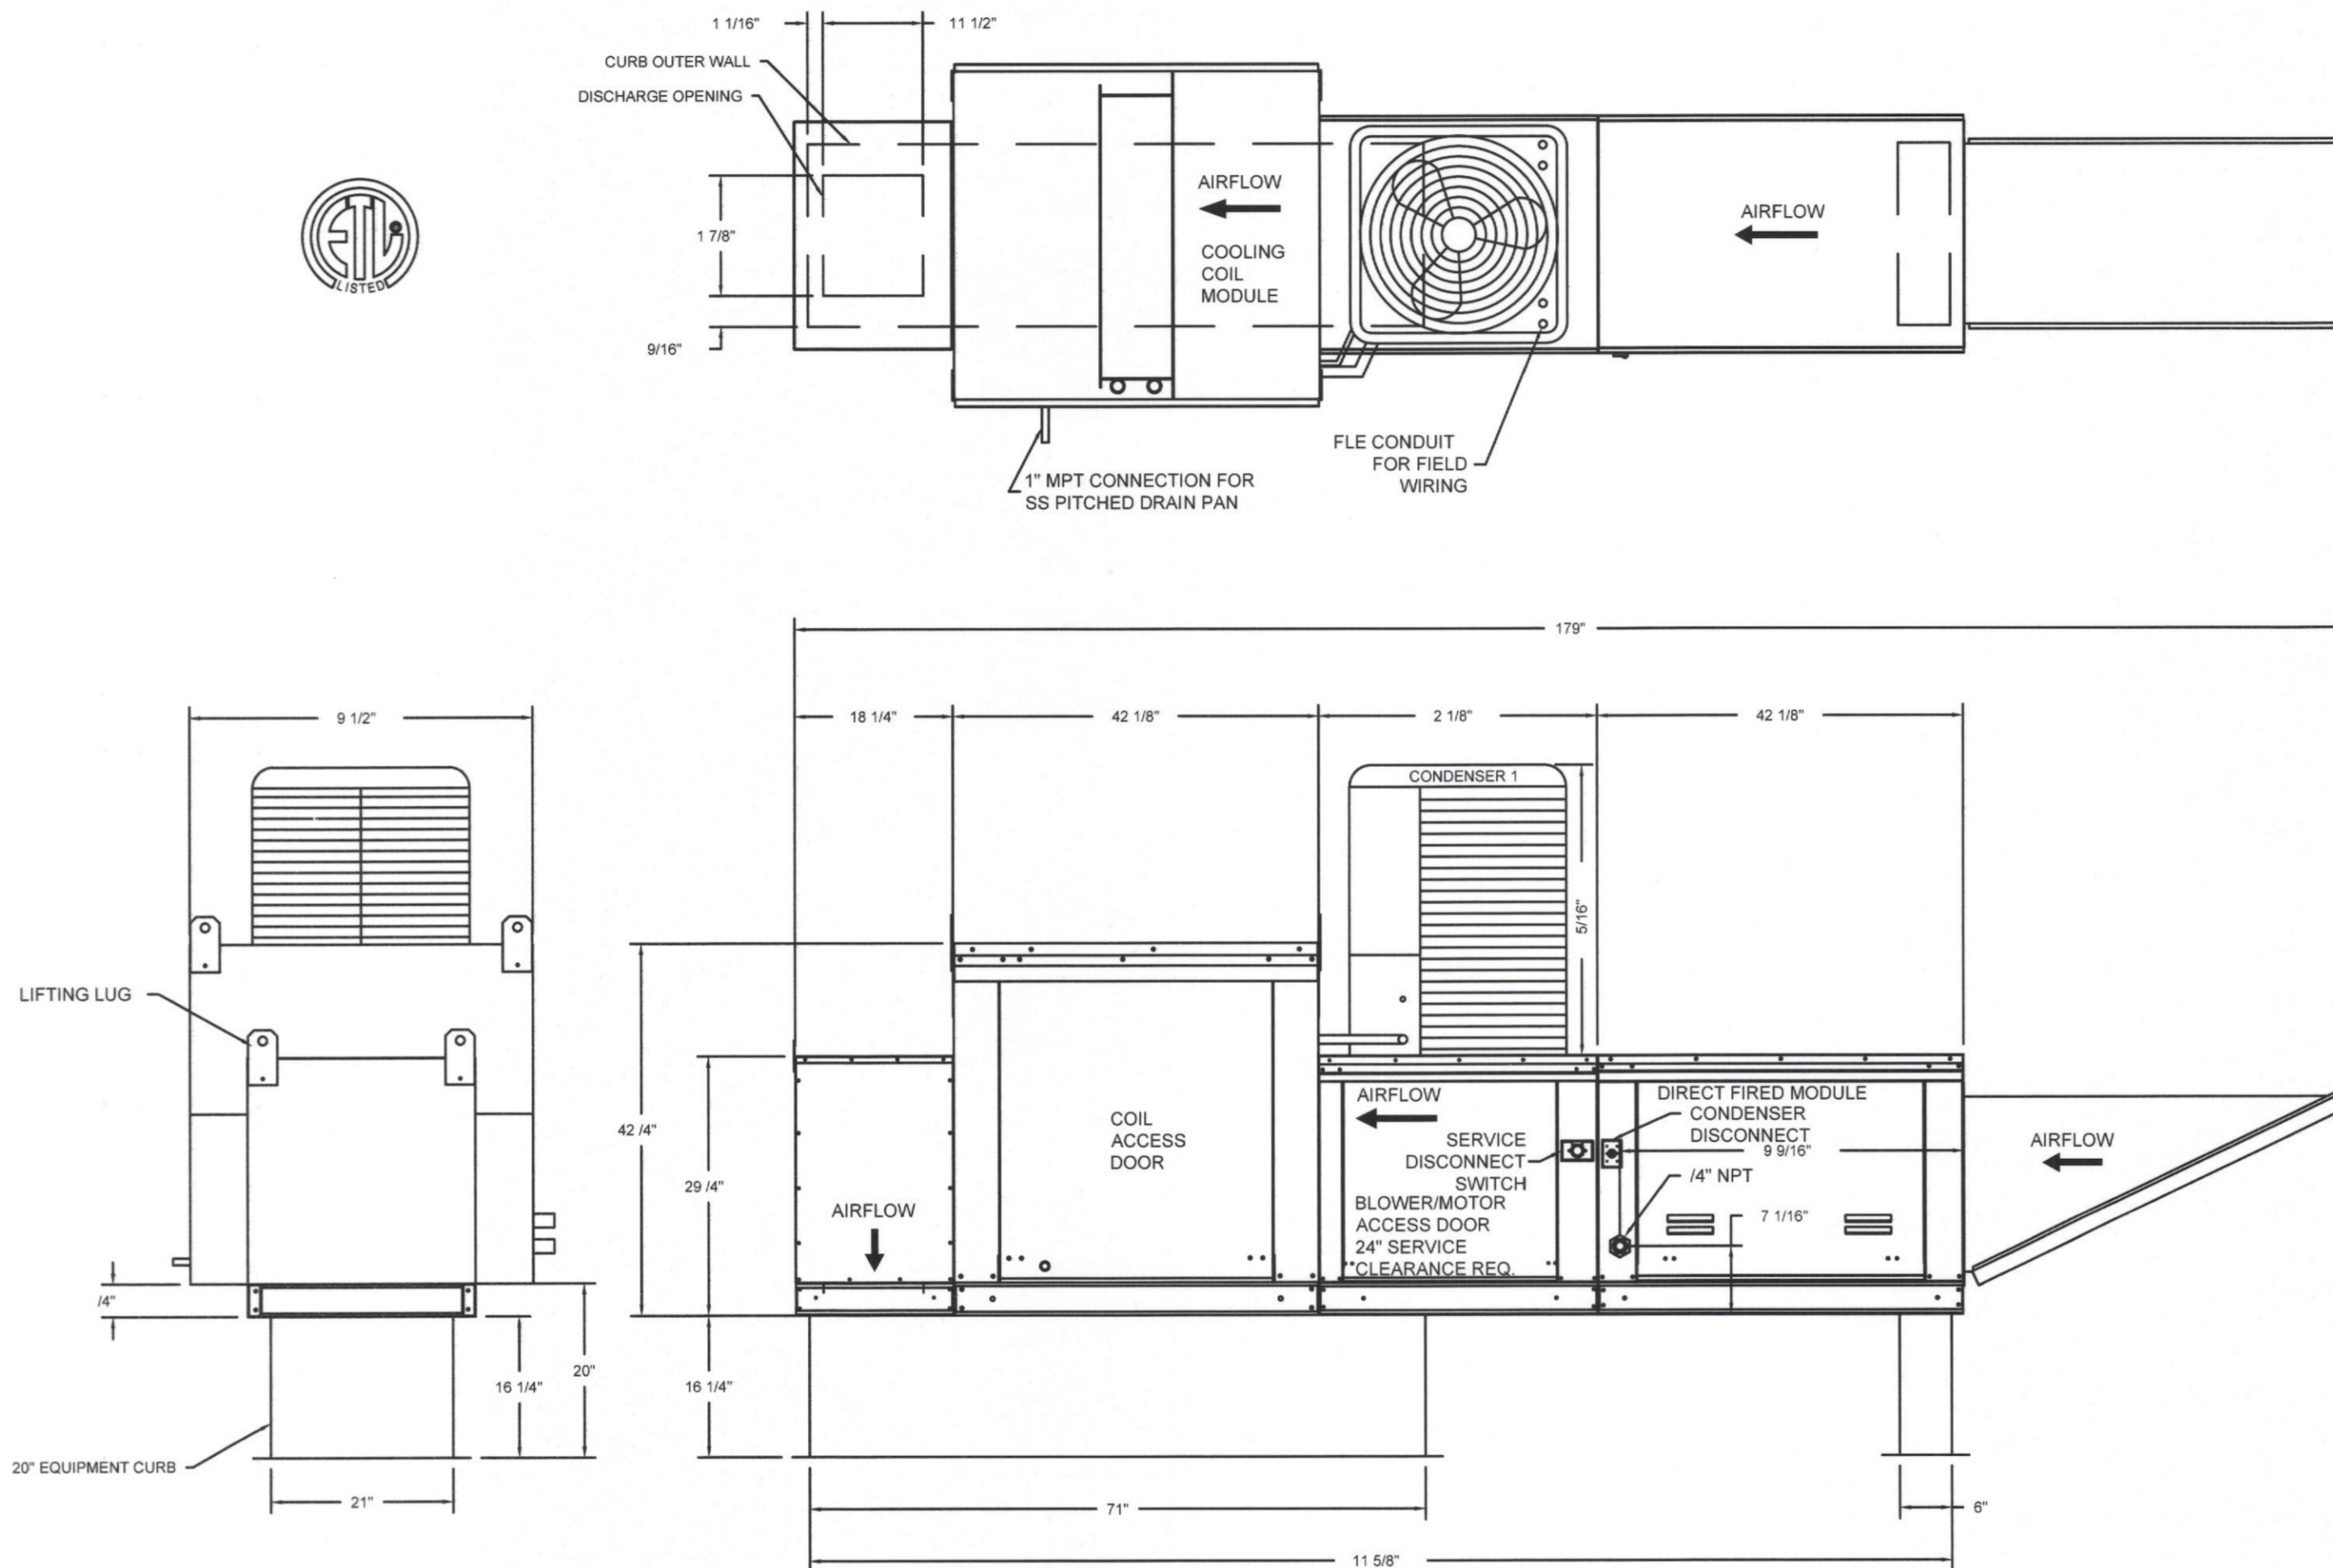 1 1/16"
11 1/2"
CURB OUTER WALL
DISCHARGE OPENING
1 7/8"
9/16"
LISTED
AIRFLOW
COOLING
COIL
MODULE
AIRFLOW
1" MPT CONNECTION FOR
SS PITCHED DRAIN PAN
FLE CONDUIT
FOR FIELD
WIRING
179"
9 1/2"
18 1/4"
42 1/8"
2 1/8"
42 1/8"
CONDENSER 1
5/16"
LIFTING LUG
42 /4"
29 /4"
COIL
ACCESS
DOOR
AIRFLOW
AIRFLOW
SERVICE
DISCONNECT
SWITCH
BLOWER/MOTOR
ACCESS DOOR
24" SERVICE
CLEARANCE REQ.
DIRECT FIRED MODULE
CONDENSER
DISCONNECT
9 9/16"
/4" NPT
7 1/16"
AIRFLOW
/4"
16 1/4"
20"
16 1/4"
20" EQUIPMENT CURB
21"
71"
6"
11 5/8"